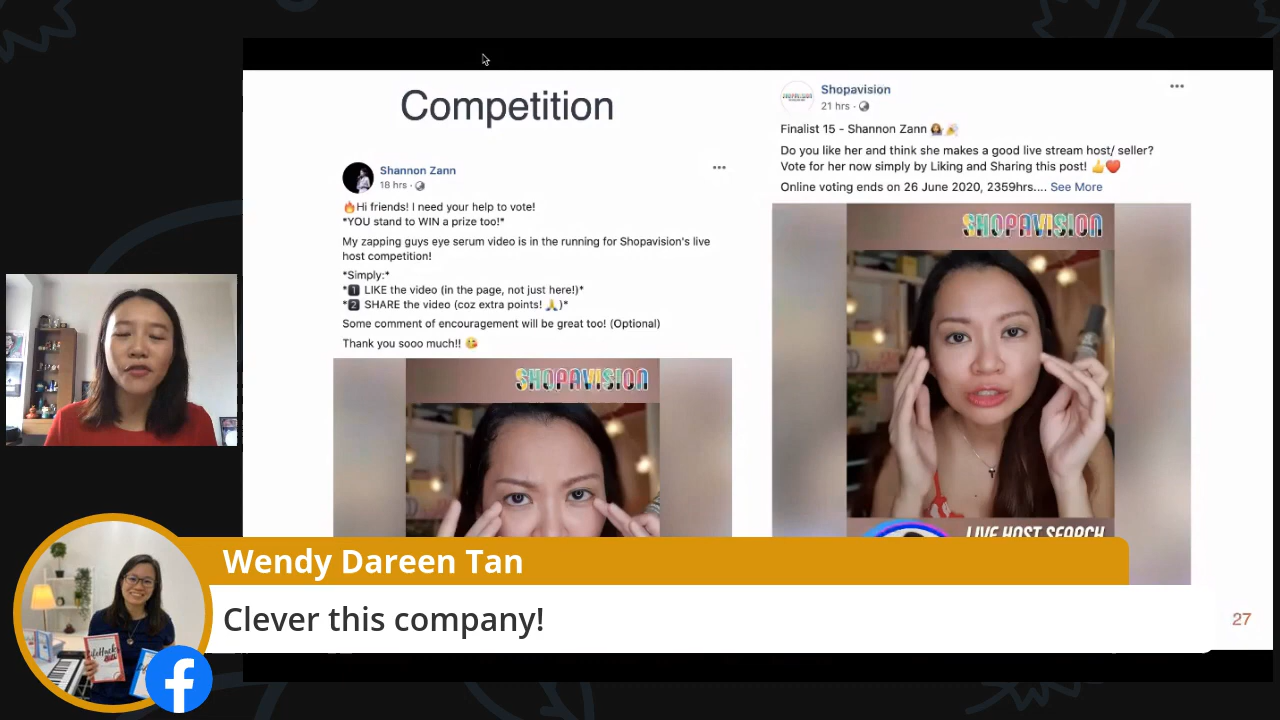 Competition
Shannon Zann
18 hrs ·
🔥Hi friends! I need your help to vote!
*YOU stand to WIN a prize too!*
My zapping guys eye serum video is in the running for Shopavision's live
host competition!
*Simply:*
*1 LIKE the video (in the page, not just here!)*
*2 SHARE the video (coz extra points! 🙏)*
Some comment of encouragement will be great too! (Optional)
Thank you sooo much!! 😘
SHOPAVISION
Shopavision
21 hrs ·
Finalist 15 - Shannon Zann 🙆‍♀️🎉
Do you like her and think she makes a good live stream host/ seller?
Vote for her now simply by Liking and Sharing this post! 👍❤️
Online voting ends on 26 June 2020, 2359hrs.... See More
SHOPAVISION
LIVE HOST SEARCH
Wendy Dareen Tan
Clever this company!
27